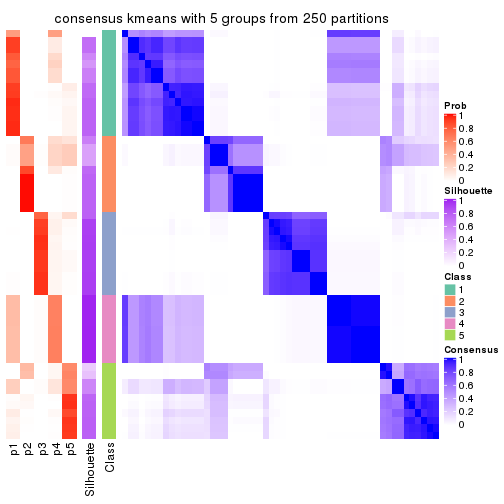 consensus kmeans with 5 groups from 250 partitions
Prob
1
0.8
0.6
0.4
0.2
0
Silhouette
1
0.8
0.6
0.4
0.2
0
Class
1
2
3
4
5
Consensus
1
0.8
0.6
0.4
0.2
0
p1
p2
p3
p4
p5
Silhouette
Class